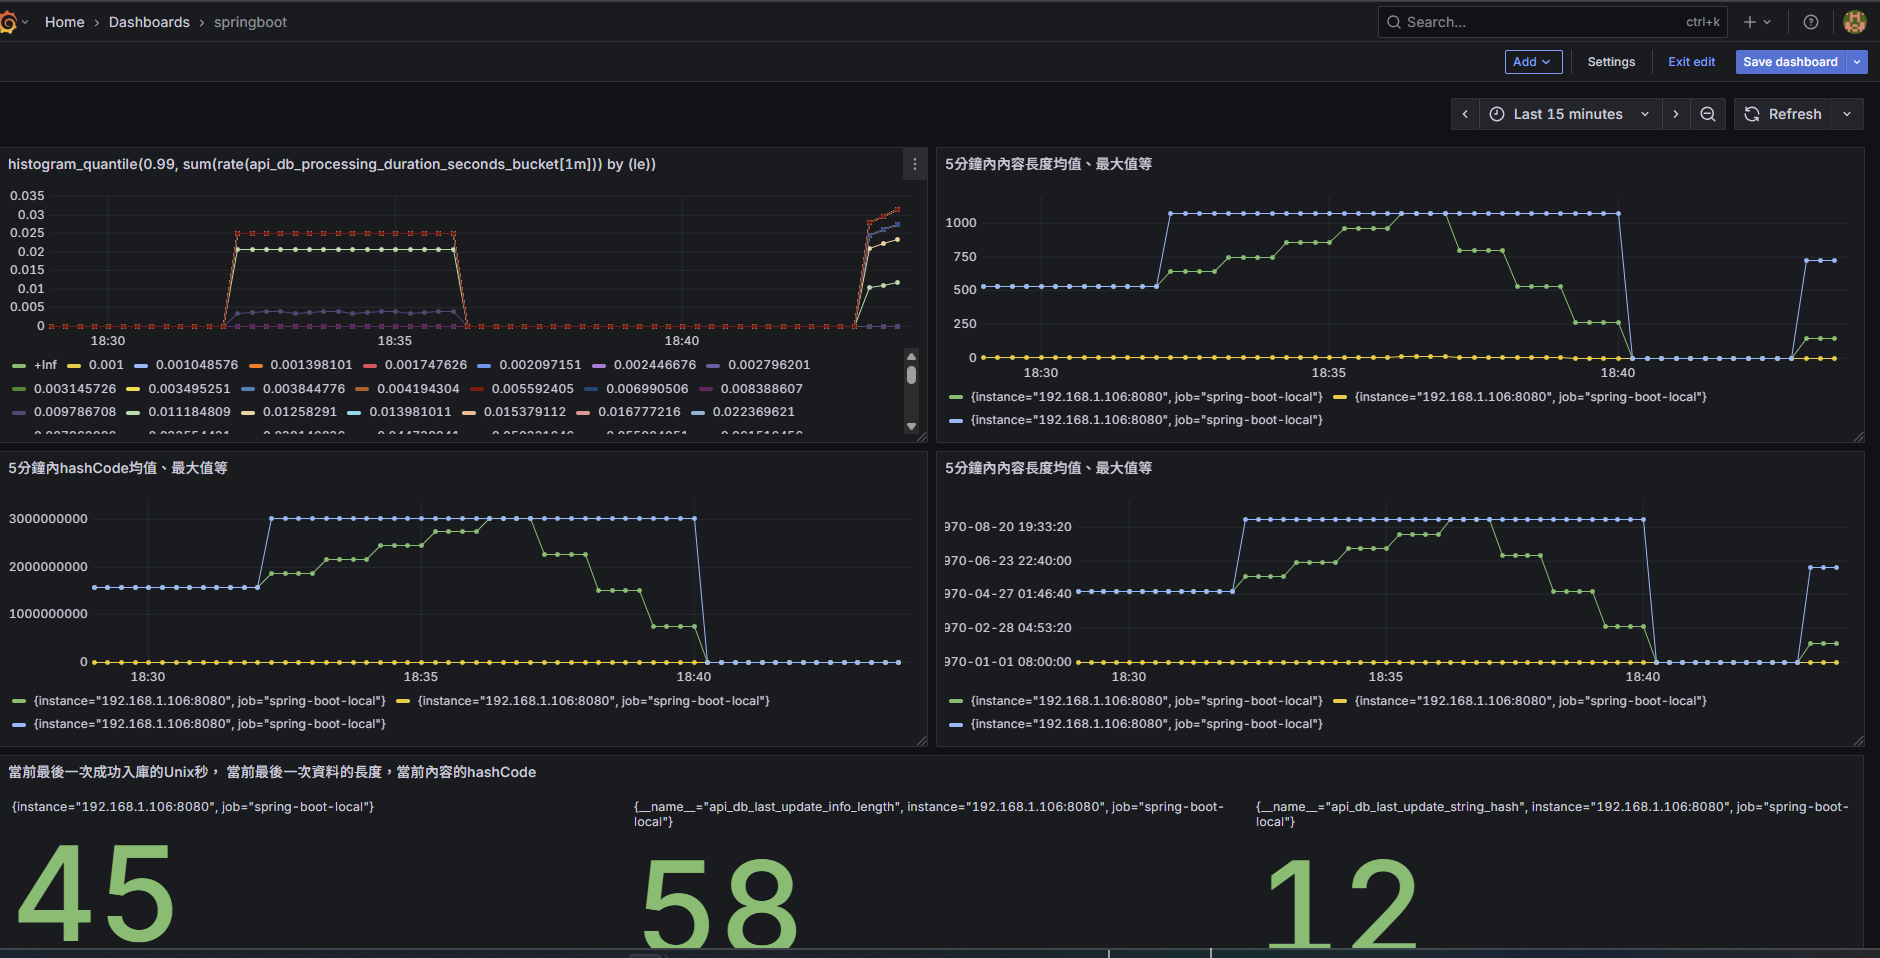 Home › Dashboards › springboot
Search... ctrl+k
Add Settings Exit edit Save dashboard
Last 15 minutes Refresh
histogram_quantile(0.99, sum(rate(api_db_processing_duration_seconds_bucket[1m])) by (le))
0.035
0.03
0.025
0.02
0.015
0.01
0.005
0
18:30 18:35 18:40
+Inf 0.001 0.001048576 0.001398101 0.001747626 0.002097151 0.002446676 0.002796201
0.003145726 0.003495251 0.003844776 0.004194304 0.005592405 0.006990506 0.008388607
0.009786708 0.011184809 0.01258291 0.013981011 0.015379112 0.016777216 0.022369621
5分鐘內內容長度均值、最大值等
1000
750
500
250
0
18:30 18:35 18:40
{instance="192.168.1.106:8080", job="spring-boot-local"} {instance="192.168.1.106:8080", job="spring-boot-local"}
{instance="192.168.1.106:8080", job="spring-boot-local"}
5分鐘內hashCode均值、最大值等
3000000000
2000000000
1000000000
0
18:30 18:35 18:40
{instance="192.168.1.106:8080", job="spring-boot-local"} {instance="192.168.1.106:8080", job="spring-boot-local"}
{instance="192.168.1.106:8080", job="spring-boot-local"}
5分鐘內內容長度均值、最大值等
970-08-20 19:33:20
970-06-23 22:40:00
970-04-27 01:46:40
970-02-28 04:53:20
970-01-01 08:00:00
18:30 18:35 18:40
{instance="192.168.1.106:8080", job="spring-boot-local"} {instance="192.168.1.106:8080", job="spring-boot-local"}
{instance="192.168.1.106:8080", job="spring-boot-local"}
當前最後一次成功入庫的Unix秒， 當前最後一次資料的長度，當前內容的hashCode
{instance="192.168.1.106:8080", job="spring-boot-local"}
45
{__name__="api_db_last_update_info_length", instance="192.168.1.106:8080", job="spring-boot-
local"}
58
{__name__="api_db_last_update_string_hash", instance="192.168.1.106:8080", job="spring-boot-
local"}
12